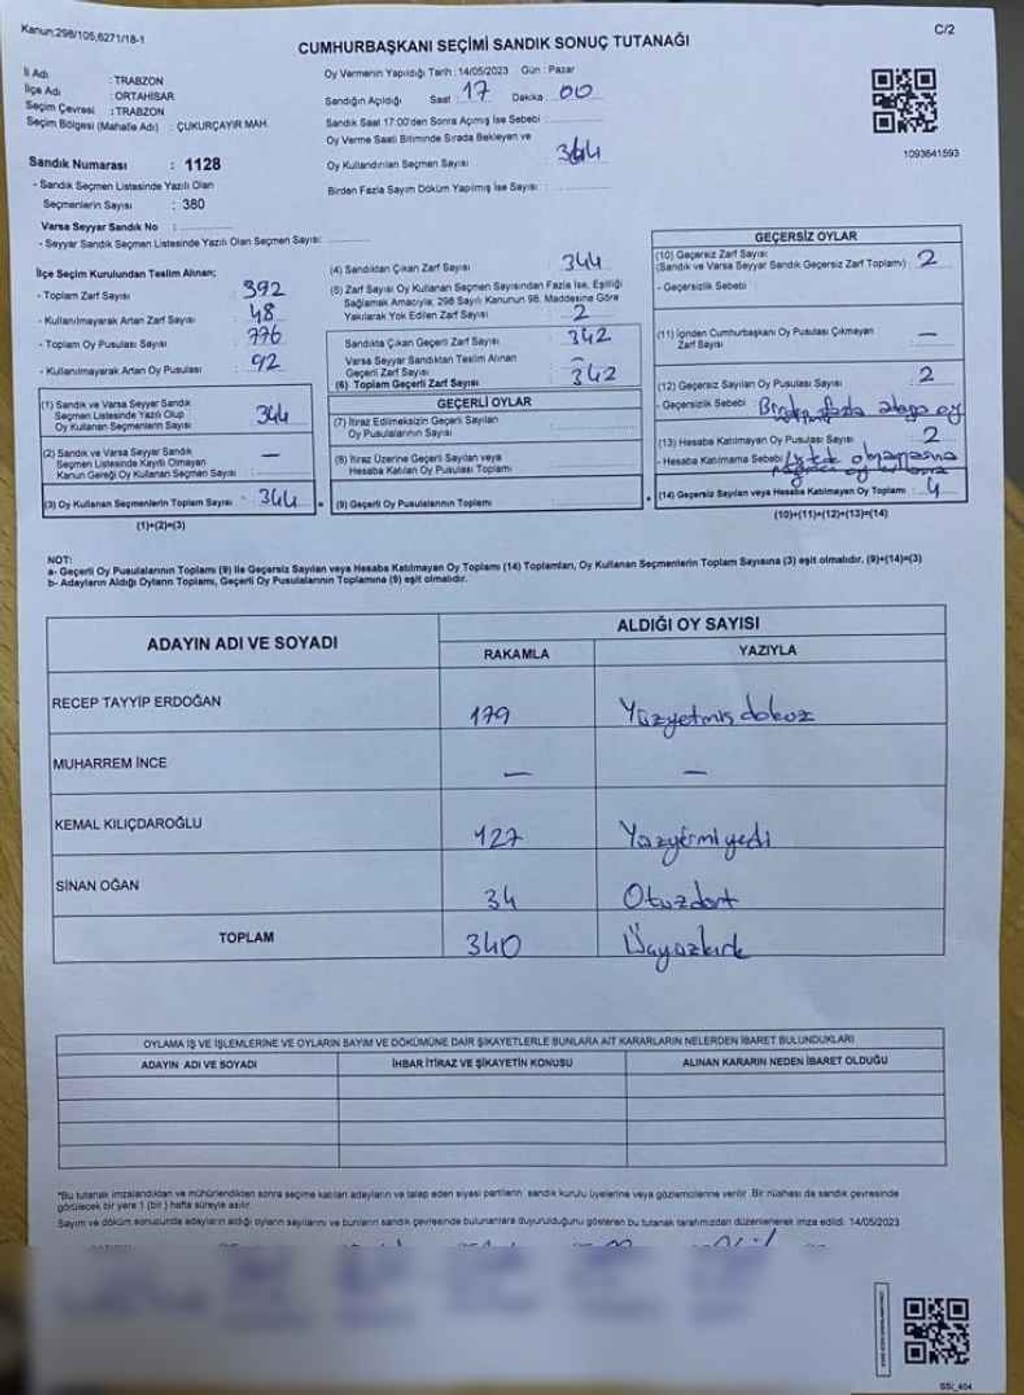 Kanun:298/105,6271/18-1
C/2
CUMHURBAŞKANI SEÇİMİ SANDIK SONUÇ TUTANAĞI
İl Adı : TRABZON
İlçe Adı : ORTAHİSAR
Seçim Çevresi : TRABZON
Seçim Bölgesi (Mahalle Adı) : ÇUKURÇAYIR MAH.
Sandık Numarası : 1128
- Sandık Seçmen Listesinde Yazılı Olan
Seçmenlerin Sayısı : 380
Varsa Seyyar Sandık No :
- Seyyar Sandık Seçmen Listesinde Yazılı Olan Seçmen Sayısı:
Oy Vermenin Yapıldığı Tarih : 14/05/2023 Gün : Pazar
Sandığın Açıldığı Saat : 17 Dakika : 00
Sandık Saat 17:00'den Sonra Açılmış İse Sebebi :
Oy Verme Saati Bitiminde Sırada Bekleyen ve
Oy Kullandırılan Seçmen Sayısı : 344
Birden Fazla Sayım Döküm Yapılmış İse Sayısı :
1093641593
İlçe Seçim Kurulundan Teslim Alınan;
- Toplam Zarf Sayısı : 392
- Kullanılmayarak Artan Zarf Sayısı : 48
- Toplam Oy Pusulası Sayısı : 776
- Kullanılmayarak Artan Oy Pusulası : 92
(4) Sandıktan Çıkan Zarf Sayısı : 344
(5) Zarf Sayısı Oy Kullanan Seçmen Sayısından Fazla İse, Eşitliği
Sağlamak Amacıyla, 298 Sayılı Kanunun 98. Maddesine Göre
Yakılarak Yok Edilen Zarf Sayısı : 2
Sandıkta Çıkan Geçerli Zarf Sayısı : 342
Varsa Seyyar Sandıktan Teslim Alınan
Geçerli Zarf Sayısı : –
(6) Toplam Geçerli Zarf Sayısı : 342
GEÇERSİZ OYLAR
(10) Geçersiz Zarf Sayısı
(Sandık ve Varsa Seyyar Sandık Geçersiz Zarf Toplamı) : 2
- Geçersizlik Sebebi :
(11) İçinden Cumhurbaşkanı Oy Pusulası Çıkmayan
Zarf Sayısı : –
(12) Geçersiz Sayılan Oy Pusulası Sayısı : 2
- Geçersizlik Sebebi : Birden fazla adaya oy
(13) Hesaba Katılmayan Oy Pusulası Sayısı : 2
- Hesaba Katılmama Sebebi :
(14) Geçersiz Sayılan veya Hesaba Katılmayan Oy Toplamı : 4
(10)+(11)+(12)+(13)=(14)
(1) Sandık ve Varsa Seyyar Sandık
Seçmen Listesinde Yazılı Olup
Oy Kullanan Seçmenlerin Sayısı : 344
(2) Sandık ve Varsa Seyyar Sandık
Seçmen Listesinde Kayıtlı Olmayan
Kanun Gereği Oy Kullanan Seçmen Sayısı : –
(3) Oy Kullanan Seçmenlerin Toplam Sayısı : 344
(1)+(2)=(3)
GEÇERLİ OYLAR
(7) İtiraz Edilmeksizin Geçerli Sayılan
Oy Pusulalarının Sayısı :
(8) İtiraz Üzerine Geçerli Sayılan veya
Hesaba Katılan Oy Pusulası Toplamı :
(9) Geçerli Oy Pusulalarının Toplamı :
NOT:
a- Geçerli Oy Pusulalarının Toplamı (9) ile Geçersiz Sayılan veya Hesaba Katılmayan Oy Toplamı (14) Toplamları, Oy Kullanan Seçmenlerin Toplam Sayısına (3) eşit olmalıdır. (9)+(14)=(3)
b- Adayların Aldığı Oyların Toplamı, Geçerli Oy Pusulalarının Toplamına (9) eşit olmalıdır.
ADAYIN ADI VE SOYADI
ALDIĞI OY SAYISI
RAKAMLA YAZIYLA
RECEP TAYYİP ERDOĞAN 179 Yüzyetmiş dokuz
MUHARREM İNCE – –
KEMAL KILIÇDAROĞLU 127 Yüzyirmi yedi
SİNAN OĞAN 34 Otuzdört
TOPLAM 340 Üçyüzkırk
OYLAMA İŞ VE İŞLEMLERİNE VE OYLARIN SAYIM VE DÖKÜMÜNE DAİR ŞİKAYETLERLE BUNLARA AİT KARARLARIN NELERDEN İBARET BULUNDUKLARI
ADAYIN ADI VE SOYADI
İHBAR İTİRAZ VE ŞİKAYETİN KONUSU
ALINAN KARARIN NEDEN İBARET OLDUĞU
"Bu tutanak imzalandıktan ve mühürlendikten sonra seçime katılan adayların ve talep eden siyasi partilerin sandık kurulu üyelerine veya gözlemcilerine verilir. Bir nüshası da sandık çevresinde
görülecek bir yere 1 (bir) hafta süreyle asılır.
Sayım ve döküm sonucunda adayların aldığı oyların sayılarını ve bunların sandık çevresinde bulunanlara duyurulduğunu gösteren bu tutanak tarafımızdan düzenlenerek imza edildi. 14/05/2023
SSI_404